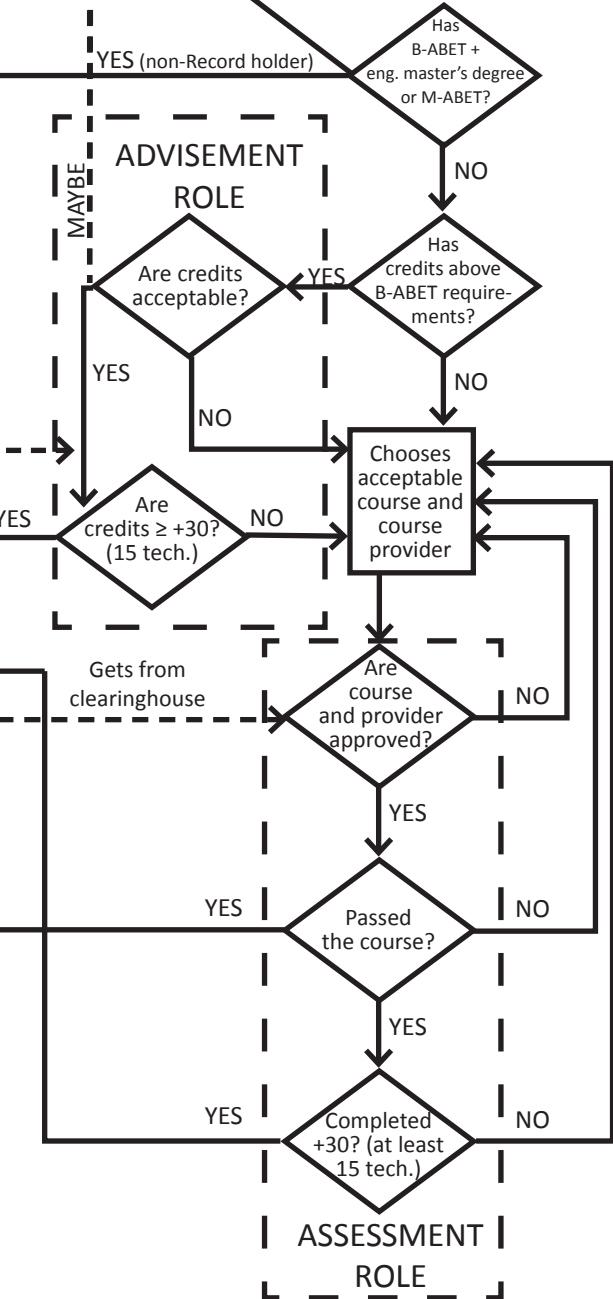 Has
B-ABET +
eng. master's degree
or M-ABET?
YES (non-Record holder)
NO
ADVISEMENT
ROLE
MAYBE
Has
credits above
B-ABET require-
ments?
YES
Are credits
acceptable?
YES
NO
NO
Chooses
acceptable
course and
course
provider
YES
Are
credits ≥ +30?
(15 tech.)
NO
Gets from
clearinghouse
Are
course
and provider
approved?
NO
YES
YES
Passed
the course?
NO
YES
YES
Completed
+30? (at least
15 tech.)
NO
ASSESSMENT
ROLE